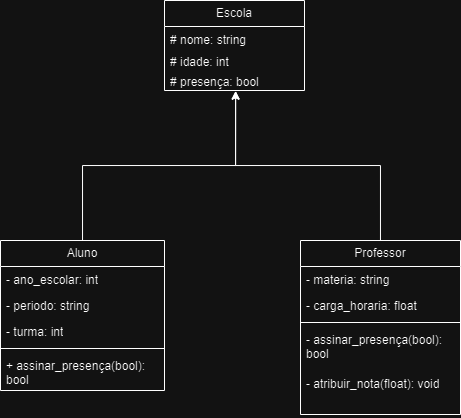 Escola
# nome: string
# idade: int
# presença: bool
Aluno
- ano_escolar: int
- periodo: string
- turma: int
+ assinar_presença(bool):
bool
Professor
- materia: string
- carga_horaria: float
- assinar_presença(bool):
bool
- atribuir_nota(float): void